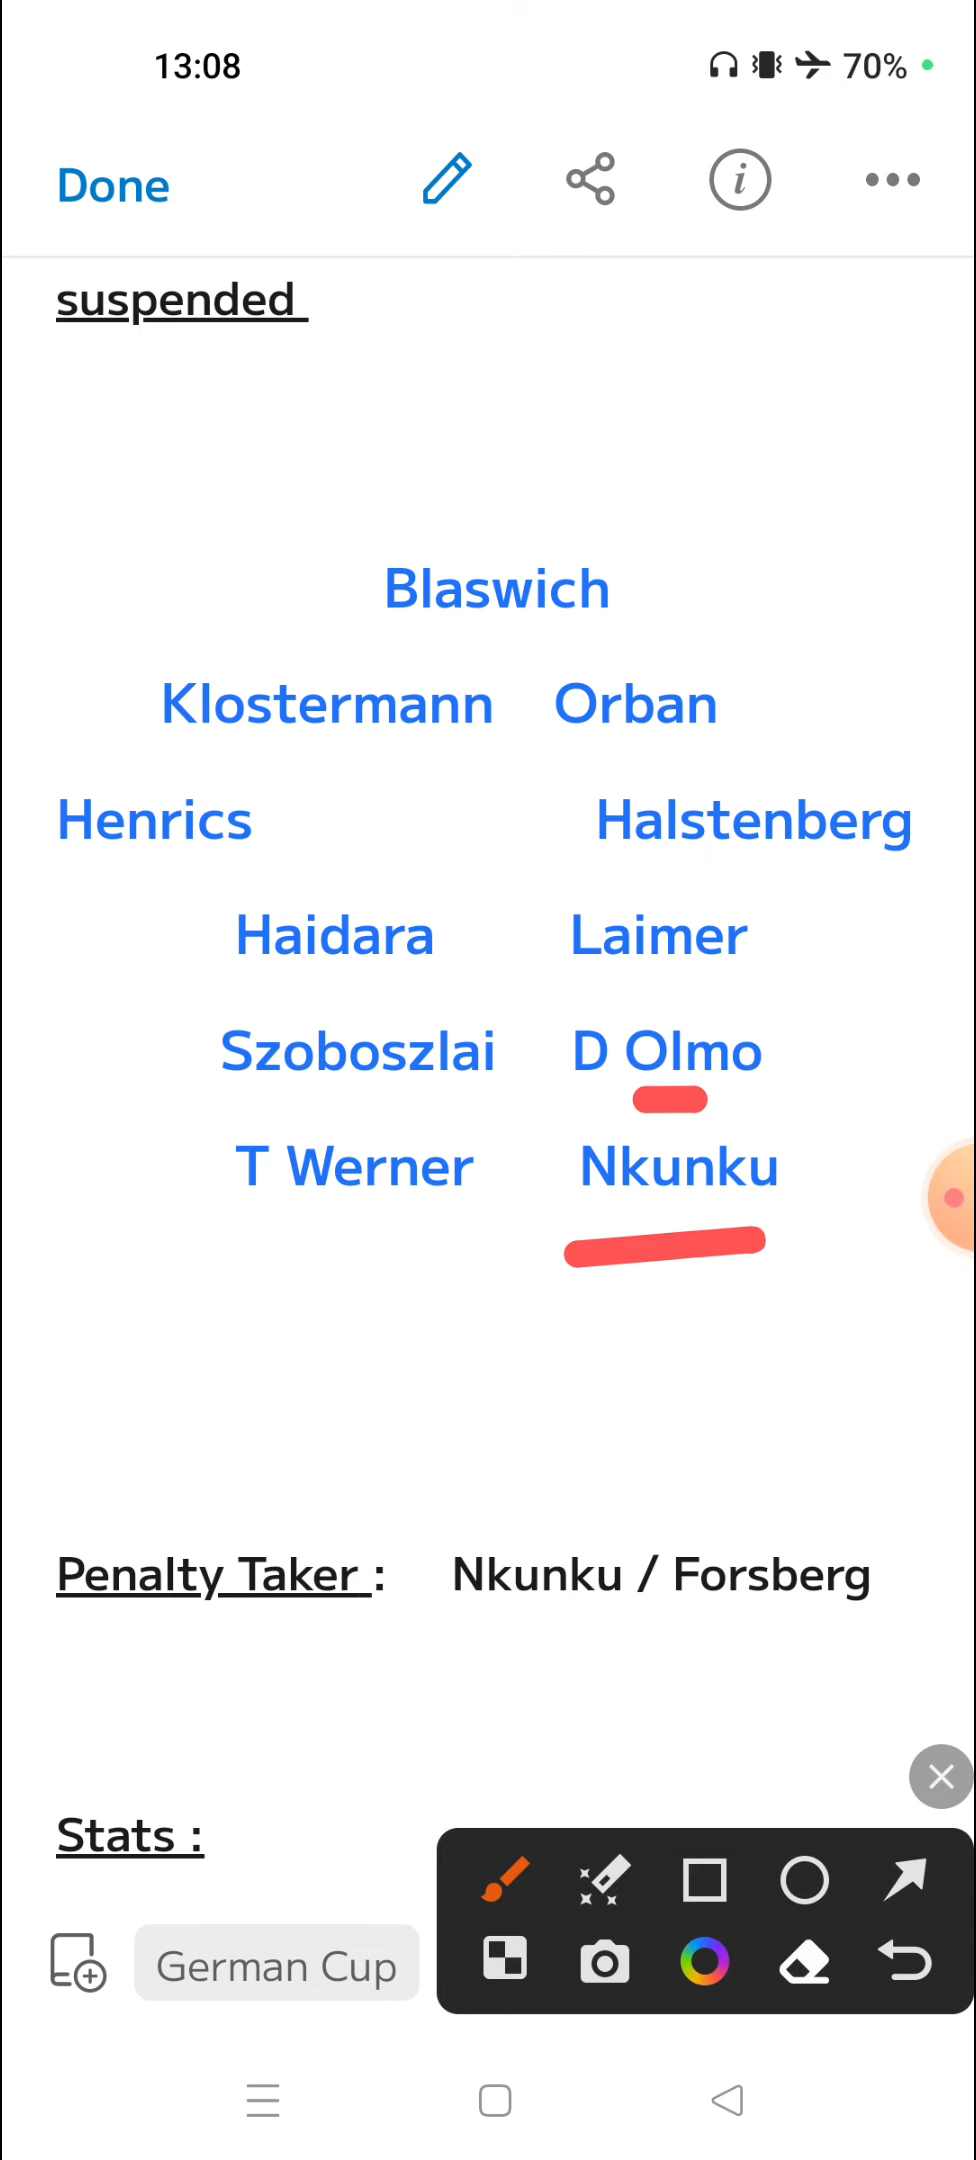 13:08 70%
Done
suspended
Blaswich
Klostermann Orban
Henrics Halstenberg
Haidara Laimer
Szoboszlai D Olmo
T Werner Nkunku
Penalty Taker : Nkunku / Forsberg
Stats :
German Cup